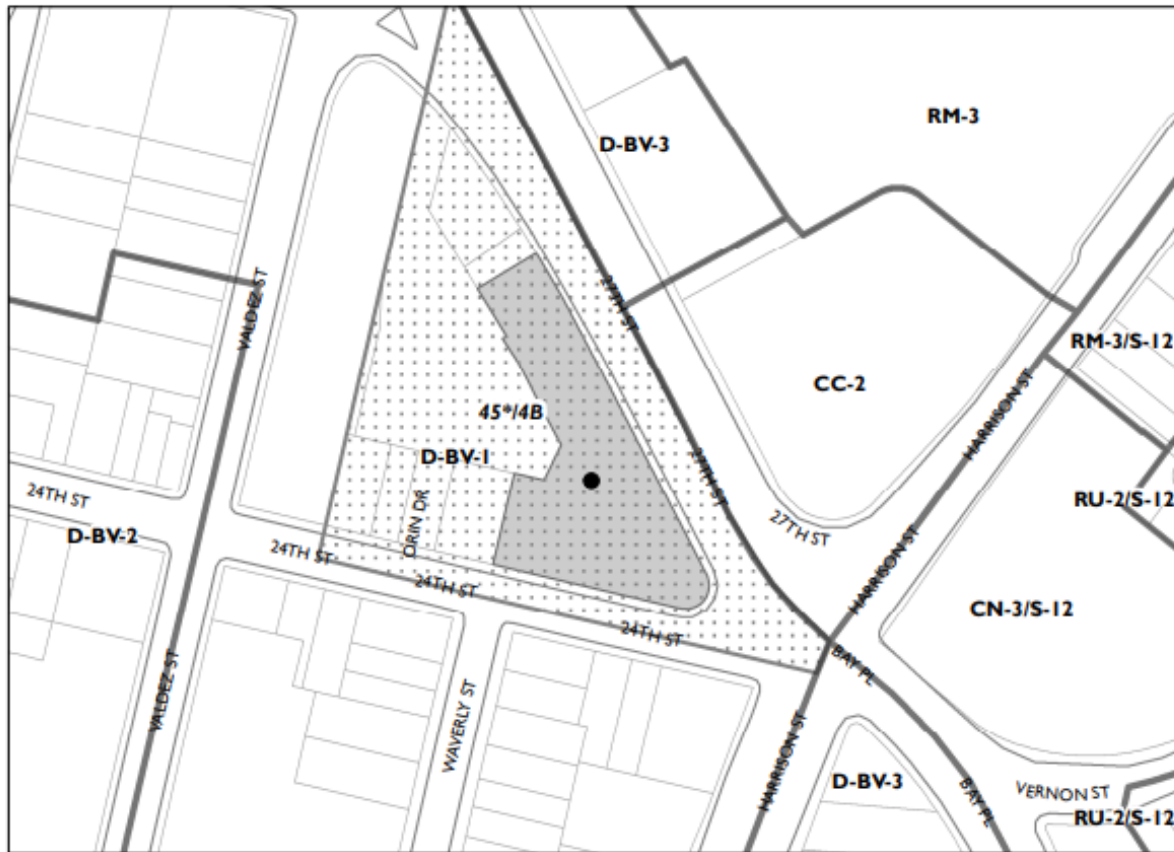 RM-3
D-BV-3
VALDEZ ST
27TH ST
RM-3/S-12
CC-2
HARRISON ST
45*/4B
D-BV-1
27TH ST
24TH ST
RU-2/S-12
ORIN DR
27TH ST
D-BV-2
24TH ST
HARRISON ST
24TH ST
CN-3/S-12
24TH ST
BAY PL
VALDEZ ST
WAVERLY ST
HARRISON ST
D-BV-3
BAY PL
VERNON ST
RU-2/S-12